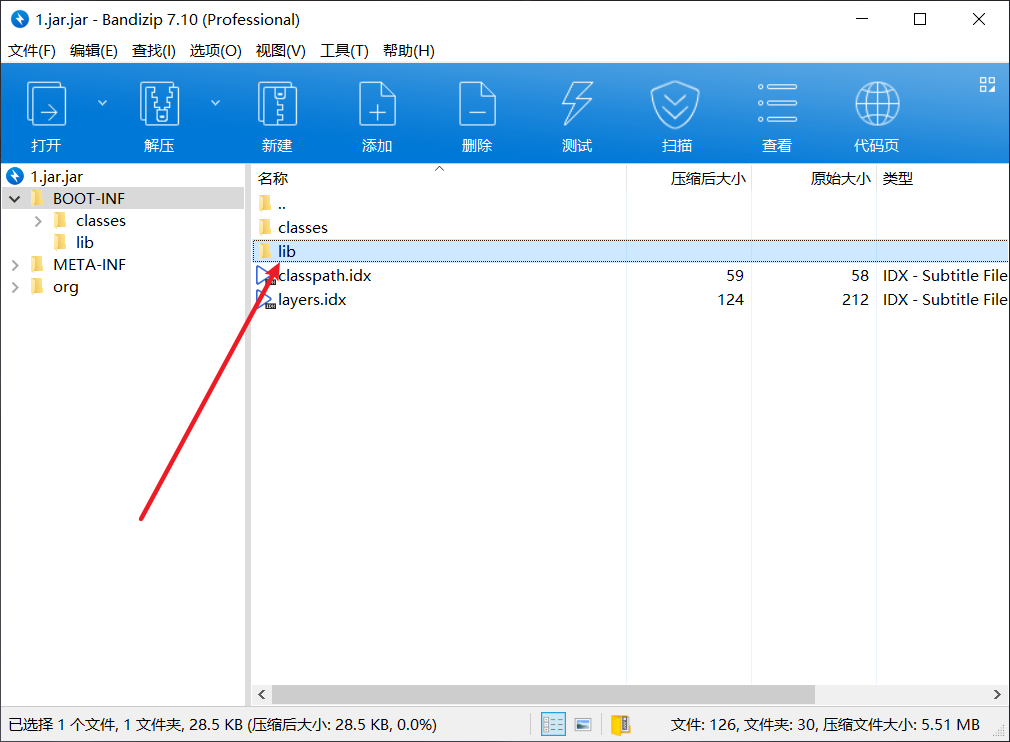 1.jar.jar - Bandizip 7.10 (Professional)
文件(F) 编辑(E) 查找(I) 选项(O) 视图(V) 工具(T) 帮助(H)
打开 解压 新建 添加 删除 测试 扫描 查看 代码页
1.jar.jar
BOOT-INF
classes
lib
META-INF
org
名称 压缩后大小 原始大小 类型
..
classes
lib
classpath.idx 59 58 IDX - Subtitle File
layers.idx 124 212 IDX - Subtitle File
已选择 1 个文件, 1 文件夹, 28.5 KB (压缩后大小: 28.5 KB, 0.0%) 文件: 126, 文件夹: 30, 压缩文件大小: 5.51 MB